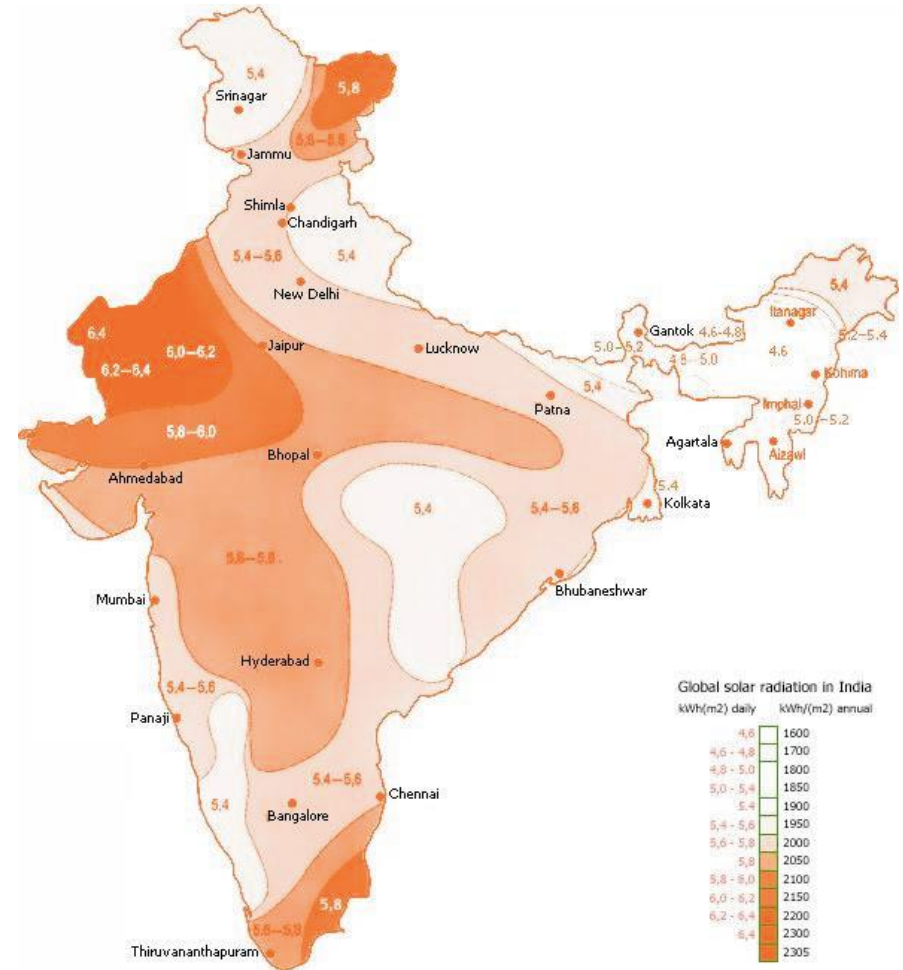 5,4
Srinagar
5,8
5,6–5,8
Jammu
Shimla
Chandigarh
5,4–5,6
5,4
New Delhi
5,4
6,4
6,0–6,2
Jaipur
Lucknow
Gantok
4.6-4.8
Itanagar
5.2-5.4
5.0-5.2
4.8-5.0
4.6
6,2–6,4
Kohima
5,4
Patna
Imphal
5.0-5.2
5,8–6,0
Bhopal
Agartala
Aizawl
Ahmedabad
5.4
5,4
5,4–5,6
Kolkata
5,6–5,8
Bhubaneshwar
Mumbai
Hyderabad
5,4–5,6
Panaji
5,4–5,6
Chennai
5,4
Bangalore
5,8
5,6–5,8
Thiruvananthapuram
Global solar radiation in India
kWh(m2) daily kWh/(m2) annual
4,6 1600
4,6 - 4,8 1700
4,8 - 5.0 1800
5,0 - 5,4 1850
5.4 1900
5,4 - 5,6 1950
5,6 - 5,8 2000
5,8 2050
5,8 - 6,0 2100
6,0 - 6,2 2150
6,2 - 6,4 2200
6,4 2300
2305